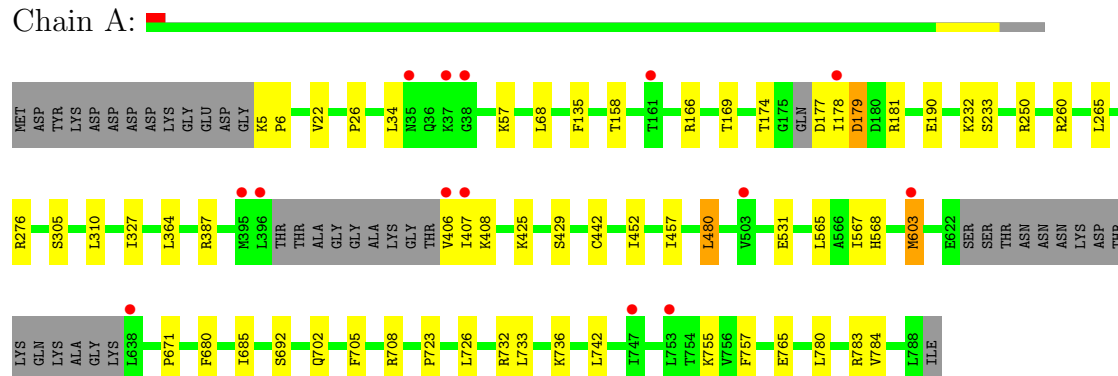 Chain A:
MET ASP TYR LYS ASP ASP ASP ASP LYS GLY GLU ASP GLY K5 P6 V22 P26 L34 N35 Q36 K37 G38 K57 L68 F135 T158 T161 R166 T169 T174 G175 GLN D177 I178 D179 D180 R181 E190 K232 S233 R250 R260 L265
R276 S305 L310 I327 L364 R387 M395 L396 THR THR ALA GLY GLY ALA LYS GLY THR V406 I407 K408 K425 S429 C442 I452 I457 L480 V503 E531 L565 A566 I567 H568 M603 E622 SER SER THR ASN ASN ASN LYS ASP THR
LYS GLN LYS ALA GLY LYS L638 P671 F680 I685 S692 Q702 F705 R708 P723 L726 R732 L733 K736 L742 I747 L753 T754 K755 V756 F757 E765 L780 R783 V784 L788 ILE